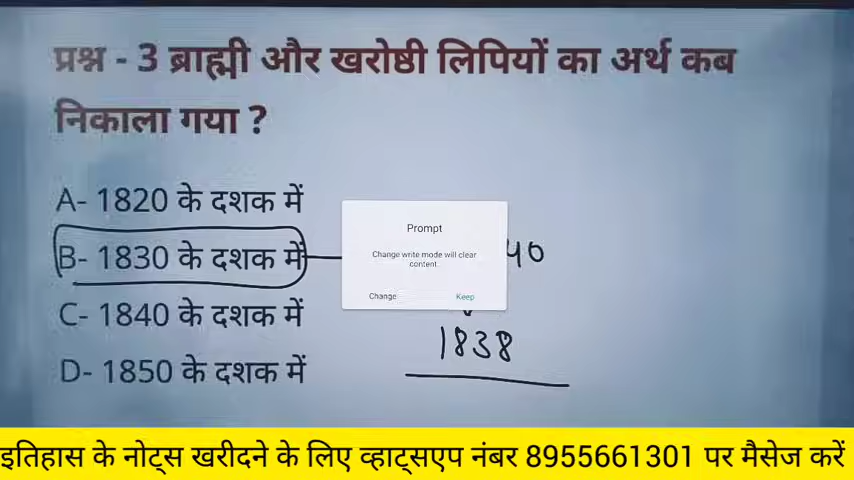 प्रश्न - 3 ब्राह्मी और खरोष्ठी लिपियों का अर्थ कब
निकाला गया ?
A- 1820 के दशक में
B- 1830 के दशक में
40
C- 1840 के दशक में
1838
D- 1850 के दशक में
Prompt
Change write mode will clear
content.
Change Keep
इतिहास के नोट्स खरीदने के लिए व्हाट्सएप नंबर 8955661301 पर मैसेज करें